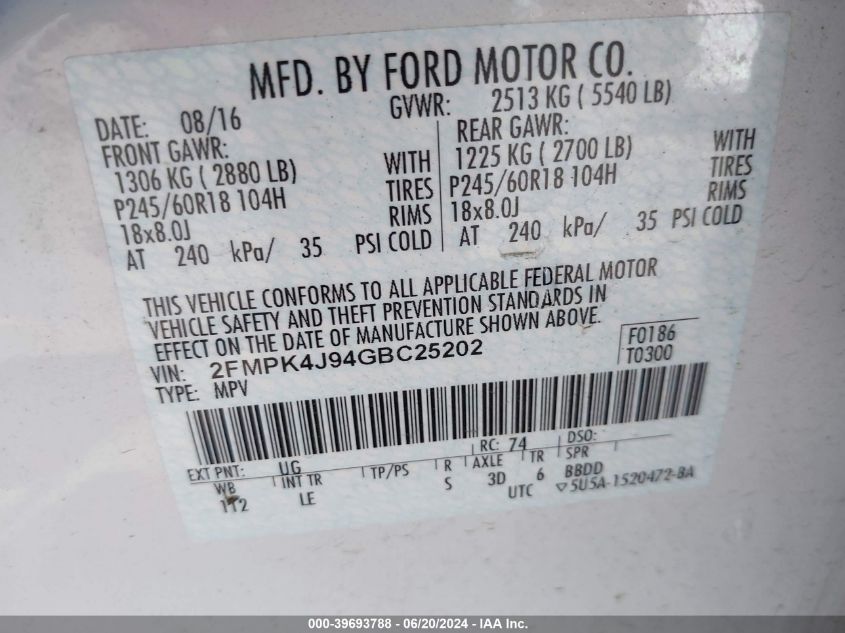 MFD. BY FORD MOTOR CO.
DATE: 08/16 GVWR: 2513 KG ( 5540 LB)
FRONT GAWR: REAR GAWR:
1306 KG ( 2880 LB) WITH 1225 KG ( 2700 LB) WITH
P245/60R18 104H TIRES P245/60R18 104H TIRES
18x8.0J RIMS 18x8.0J RIMS
AT 240 kPa/ 35 PSI COLD AT 240 kPa/ 35 PSI COLD
THIS VEHICLE CONFORMS TO ALL APPLICABLE FEDERAL MOTOR
VEHICLE SAFETY AND THEFT PREVENTION STANDARDS IN
EFFECT ON THE DATE OF MANUFACTURE SHOWN ABOVE.
VIN: 2FMPK4J94GBC25202 F0186
TYPE: MPV T0300
RC: 74 DSO:
EXT PNT: UG
WB INT TR TP/PS R AXLE TR SPR
112 LE S 3D 6 BBDD
UTC ▽5U5A-1520472-BA
000-39693788 - 06/20/2024 - IAA Inc.